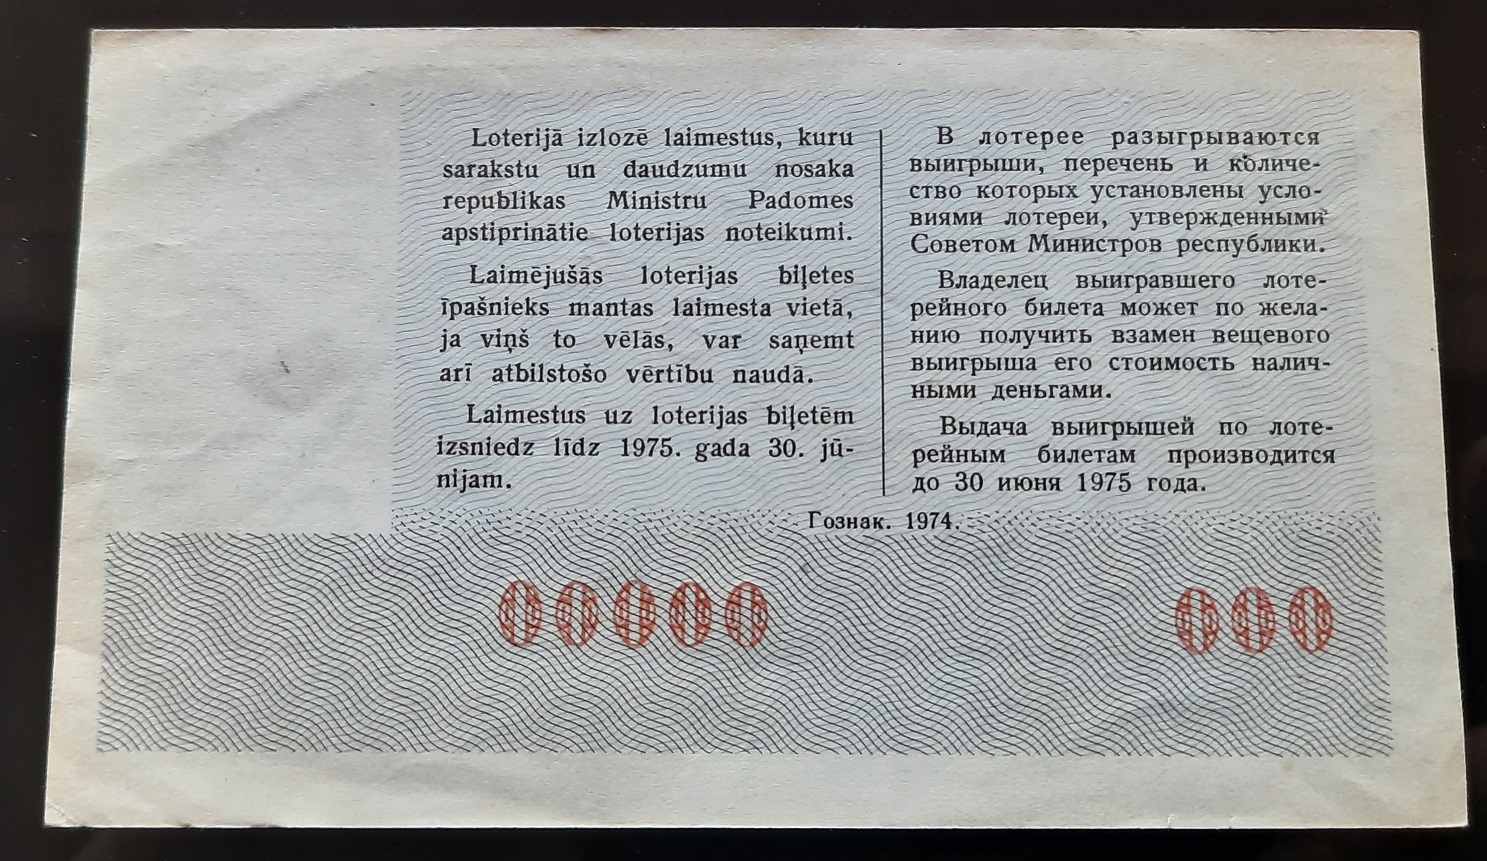 Loterijā izlozē laimestus, kuru
sarakstu un daudzumu nosaka
republikas Ministru Padomes
apstiprinātie loterijas noteikumi.
Laimējušās loterijas biļetes
īpašnieks mantas laimesta vietā,
ja viņš to vēlās, var saņemt
arī atbilstošo vērtību naudā.
Laimestus uz loterijas biļetēm
izsniedz līdz 1975. gada 30. jū-
nijam.
В лотерее разыгрываются
выигрыши, перечень и количе-
ство которых установлены усло-
виями лотереи, утвержденными
Советом Министров республики.
Владелец выигравшего лоте-
рейного билета может по жела-
нию получить взамен вещевого
выигрыша его стоимость налич-
ными деньгами.
Выдача выигрышей по лоте-
рейным билетам производится
до 30 июня 1975 года.
Гознак. 1974.
00000 000